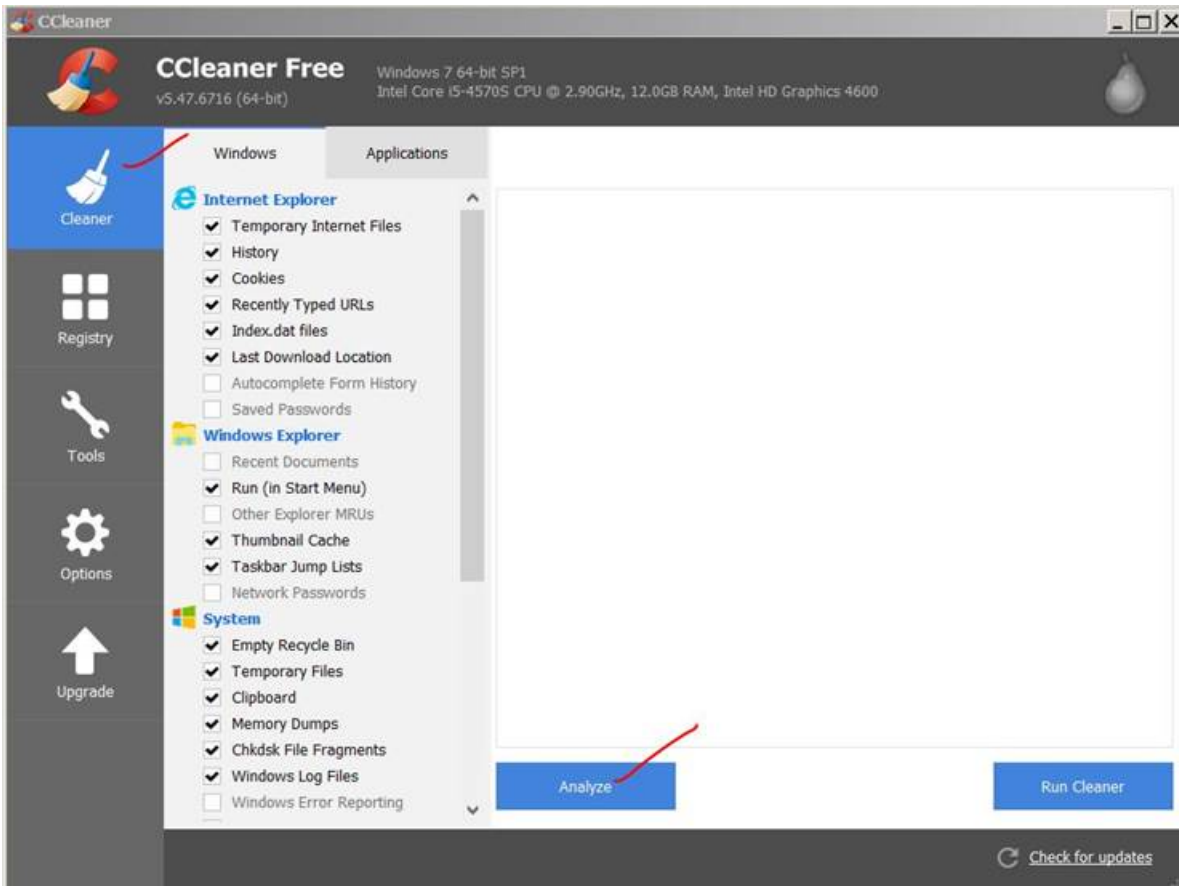 CCleaner
CCleaner Free
v5.47.6716 (64-bit)
Windows 7 64-bit SP1
Intel Core i5-4570S CPU @ 2.90GHz, 12.0GB RAM, Intel HD Graphics 4600
Cleaner
Registry
Tools
Options
Upgrade
Windows
Applications
Internet Explorer
Temporary Internet Files
History
Cookies
Recently Typed URLs
Index.dat files
Last Download Location
Autocomplete Form History
Saved Passwords
Windows Explorer
Recent Documents
Run (in Start Menu)
Other Explorer MRUs
Thumbnail Cache
Taskbar Jump Lists
Network Passwords
System
Empty Recycle Bin
Temporary Files
Clipboard
Memory Dumps
Chkdsk File Fragments
Windows Log Files
Windows Error Reporting
Analyze
Run Cleaner
Check for updates